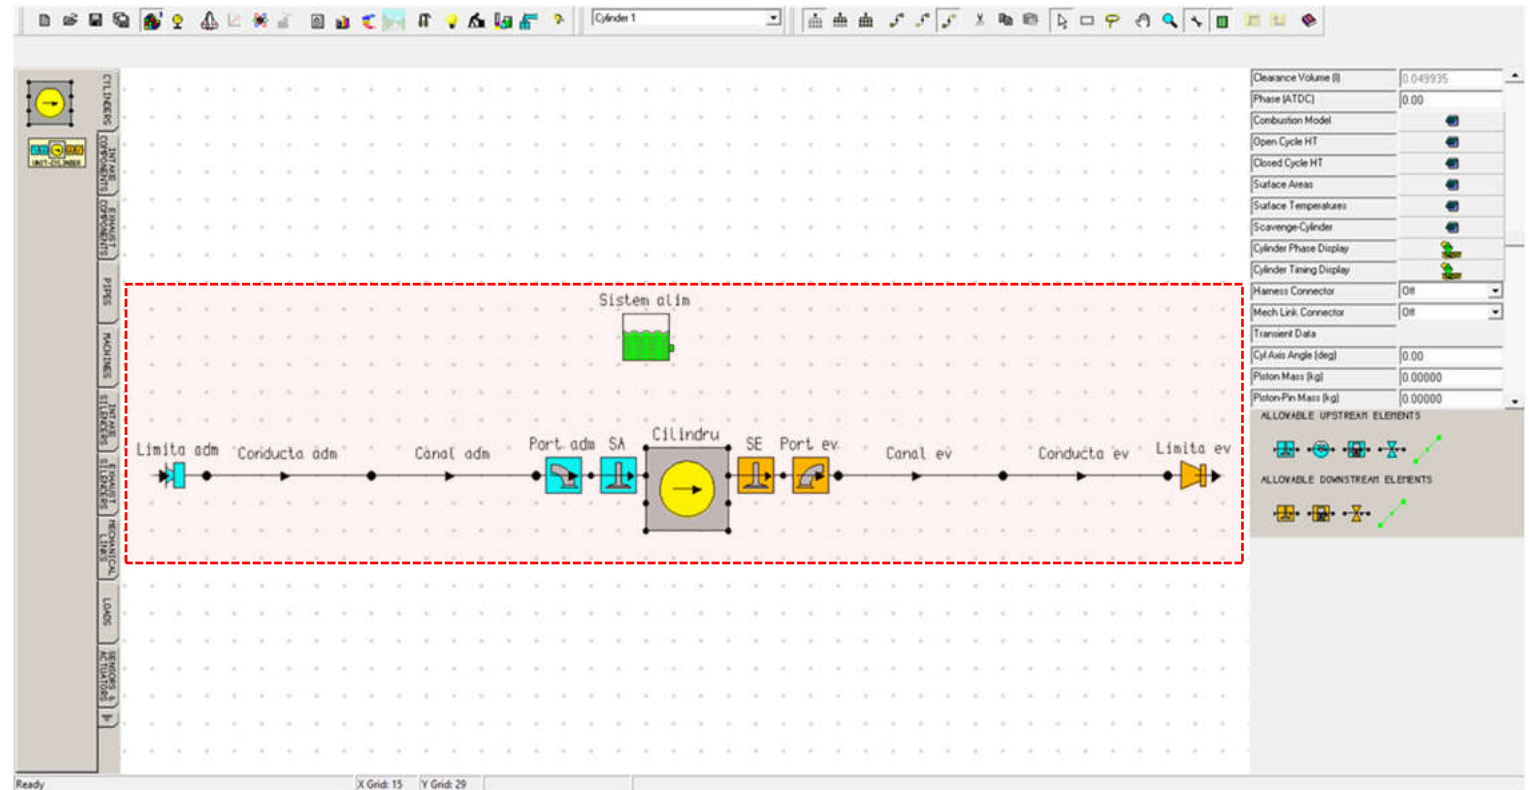 Cylinder 1
CYLINDERS
UNIT-CYLINDER
INTAKE
COMPONENTS
EXHAUST
COMPONENTS
PIPES
MACHINES
INTAKE
SILENCERS
EXHAUST
SILENCERS
MECHANICAL
LINKS
LOADS
SENSORS &
ACTUATORS
Sistem alim
Limita adm
Conducta adm
Canal adm
Port adm
SA
Cilindru
SE
Port ev
Canal ev
Conducta ev
Limita ev
Clearance Volume (l) 0.049935
Phase (ATDC) 0.00
Combustion Model
Open Cycle HT
Closed Cycle HT
Surface Areas
Surface Temperatures
Scavenge-Cylinder
Cylinder Phase Display
Cylinder Timing Display
Harness Connector Off
Mech Link Connector Off
Transient Data
Cyl Axis Angle (deg) 0.00
Piston Mass (kg) 0.00000
Piston-Pin Mass (kg) 0.00000
ALLOWABLE UPSTREAM ELEMENTS
ALLOWABLE DOWNSTREAM ELEMENTS
Ready X Grid: 15 Y Grid: 29